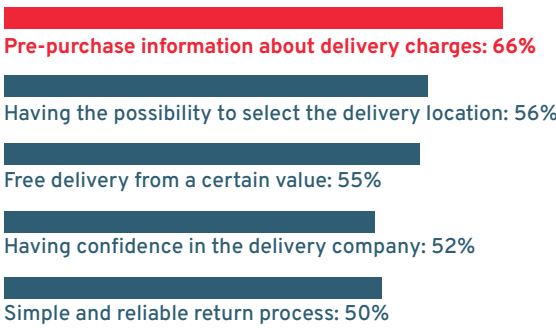 Pre-purchase information about delivery charges: 66%
Having the possibility to select the delivery location: 56%
Free delivery from a certain value: 55%
Having confidence in the delivery company: 52%
Simple and reliable return process: 50%